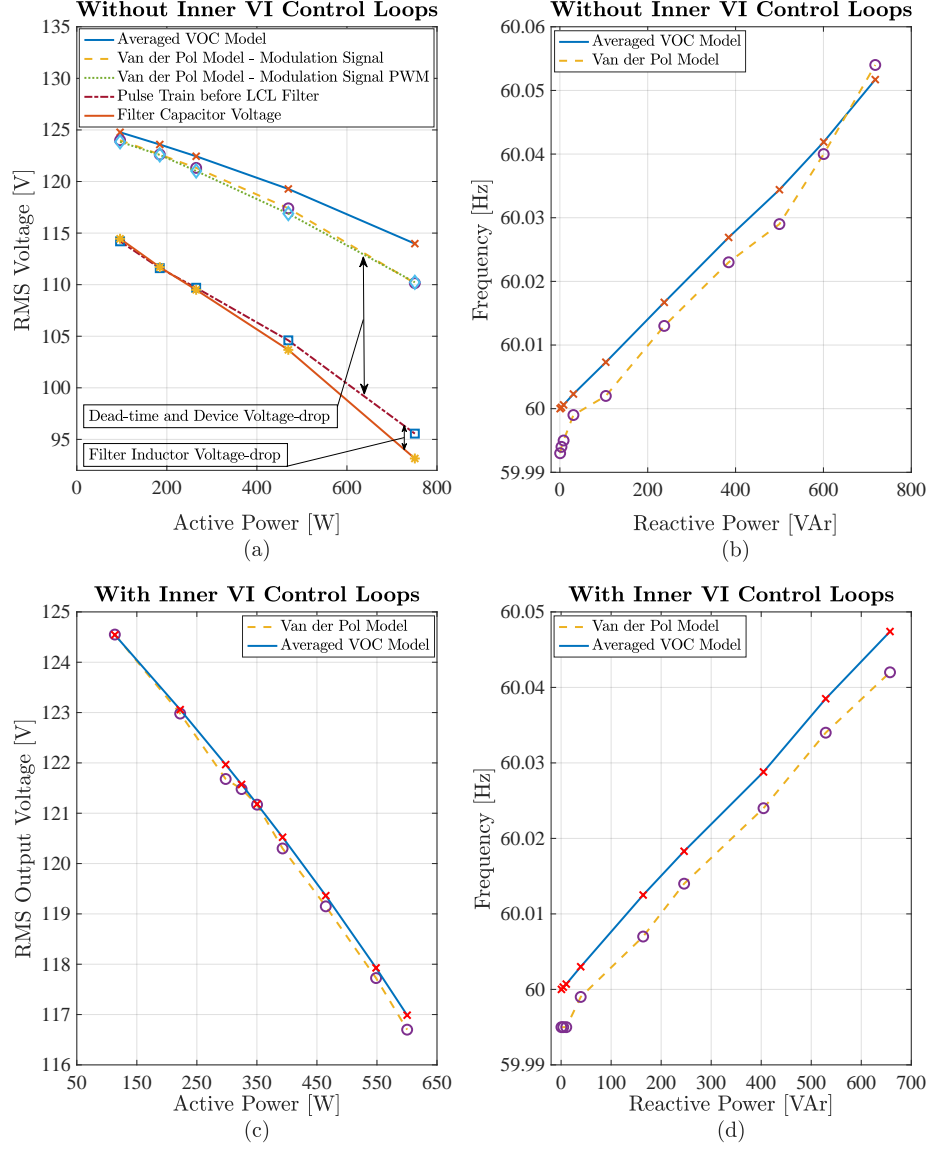 Without Inner VI Control Loops
135
130
125
120
115
110
105
100
95
0
200
400
600
800
RMS Voltage [V]
Active Power [W]
Averaged VOC Model
Van der Pol Model - Modulation Signal
Van der Pol Model - Modulation Signal PWM
Pulse Train before LCL Filter
Filter Capacitor Voltage
Dead-time and Device Voltage-drop
Filter Inductor Voltage-drop
(a)
Without Inner VI Control Loops
60.06
60.05
60.04
60.03
60.02
60.01
60
59.99
0
200
400
600
800
Frequency [Hz]
Reactive Power [VAr]
Averaged VOC Model
Van der Pol Model
(b)
With Inner VI Control Loops
125
124
123
122
121
120
119
118
117
116
50
150
250
350
450
550
650
RMS Output Voltage [V]
Active Power [W]
Van der Pol Model
Averaged VOC Model
(c)
With Inner VI Control Loops
60.05
60.04
60.03
60.02
60.01
60
59.99
0
100
200
300
400
500
600
700
Frequency [Hz]
Reactive Power [VAr]
Van der Pol Model
Averaged VOC Model
(d)